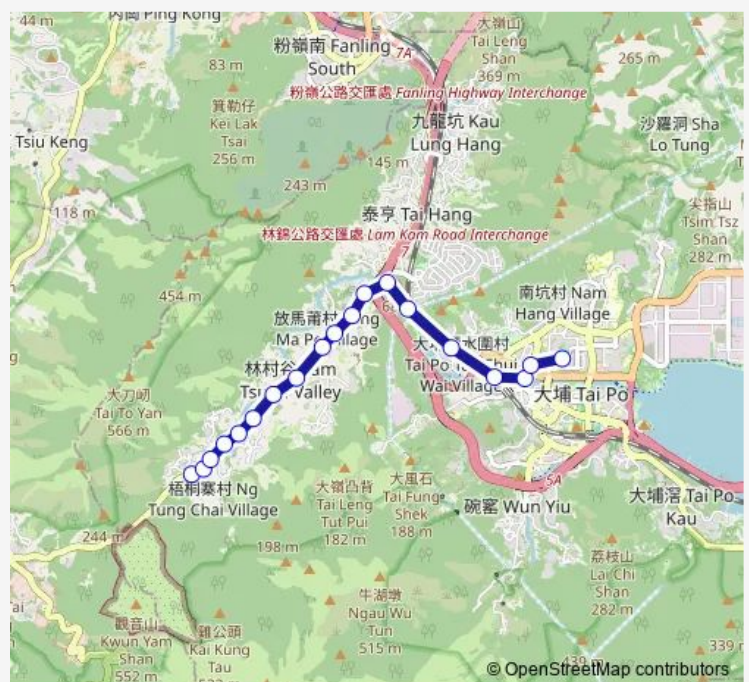 44 m
丙岡 Ping Kong
粉嶺南 Fanling
South
7A
大嶺山
Tai Leng
Shan
369 m
265 m
83 m
粉嶺公路交匯處 Fanling Highway Interchange
箕勒仔
Kei Lak
Tsai
256 m
九龍坑 Kau
Lung Hang
沙羅洞 Sha
Lo Tung
Tsiu Keng
145 m
243 m
118 m
泰亨 Tai Hang
尖指山
Tsim Tsz
Shan
282 m
林錦公路交匯處 Lam Kam Road Interchange
7
454 m
南坑村 Nam
Hang Village
放馬莆村
Ma Po
Village
水圍村
Tai Po
Wai Village
大刀屻
Tai To Yan
566 m
林村谷
Valley
大埔 Tai Po
梧桐寨村 Ng
Tung Chai Village
大嶺凸背
Tai Leng
Tut Pui
182 m
大風石
Tai Fung
Shek
188 m
5A
碗窰 Wun Yiu
大埔滘 Tai Po
Kau
244 m
198 m
荔枝山
Lai Chi
Shan
282 m
牛湖墩
Ngau Wu
Tun
515 m
觀音山
Kwun Yam
Shan
552 m
雞公頭
Kai Kung
Tau
339 m
439 m
© OpenStreetMap contributors